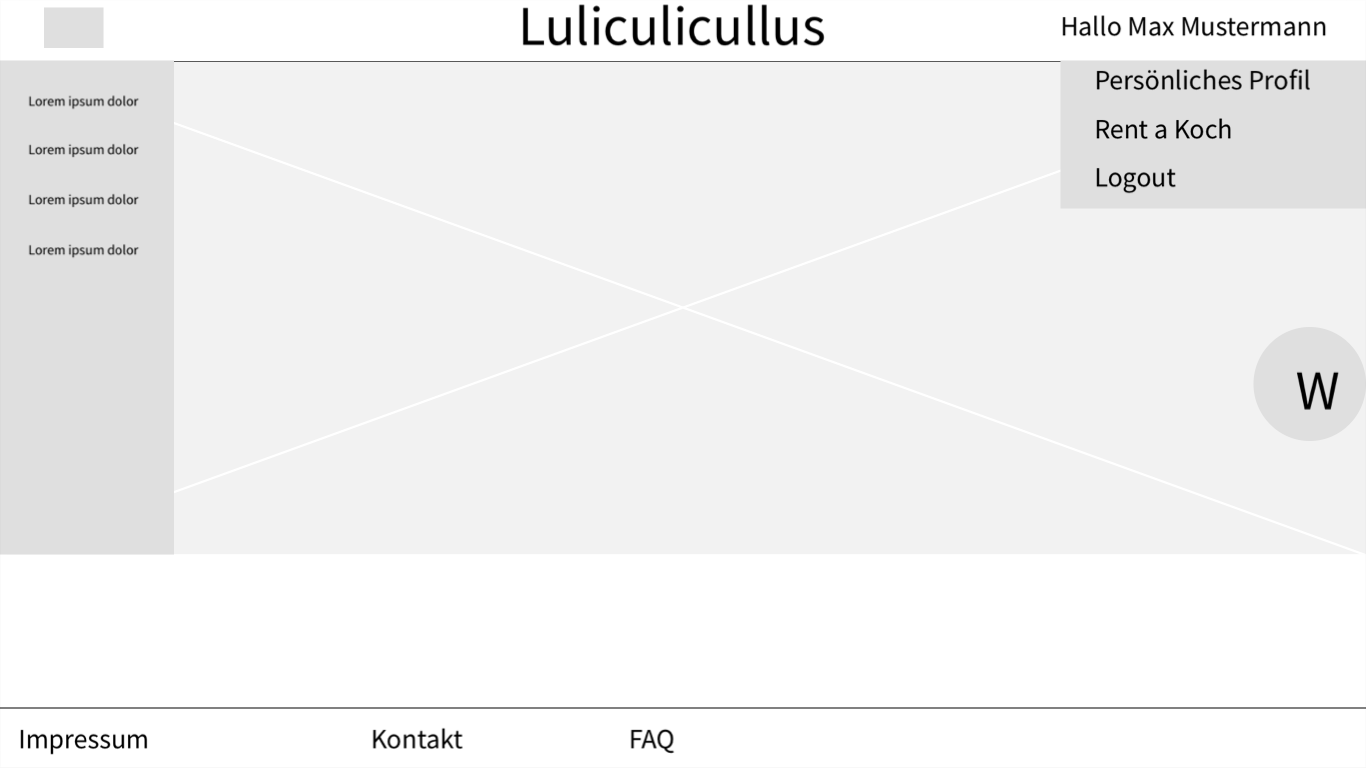 Luliculicullus
Hallo Max Mustermann
Persönliches Profil
Rent a Koch
Logout
Lorem ipsum dolor
Lorem ipsum dolor
Lorem ipsum dolor
Lorem ipsum dolor
W
Impressum
Kontakt
FAQ